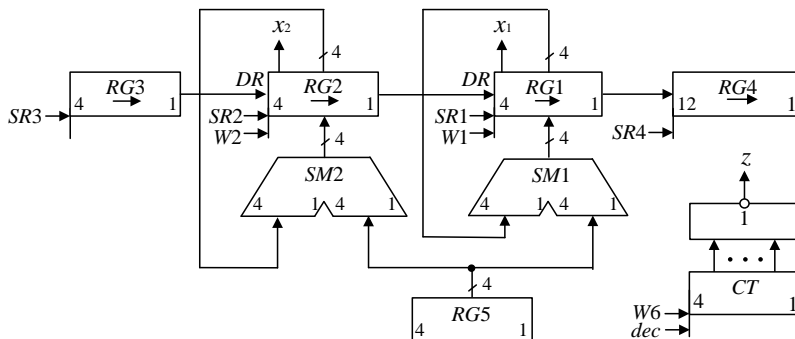 x2 x1
4 4
RG3 DR RG2 DR RG1 RG4
4 1 4 1 4 1 12 1
SR3 SR2 SR1 SR4
W2 W1
4 4
SM2 SM1 z
4 1 4 1 4 1 4 1 1
. . .
4 CT
RG5 W6 4 1
4 1 dec